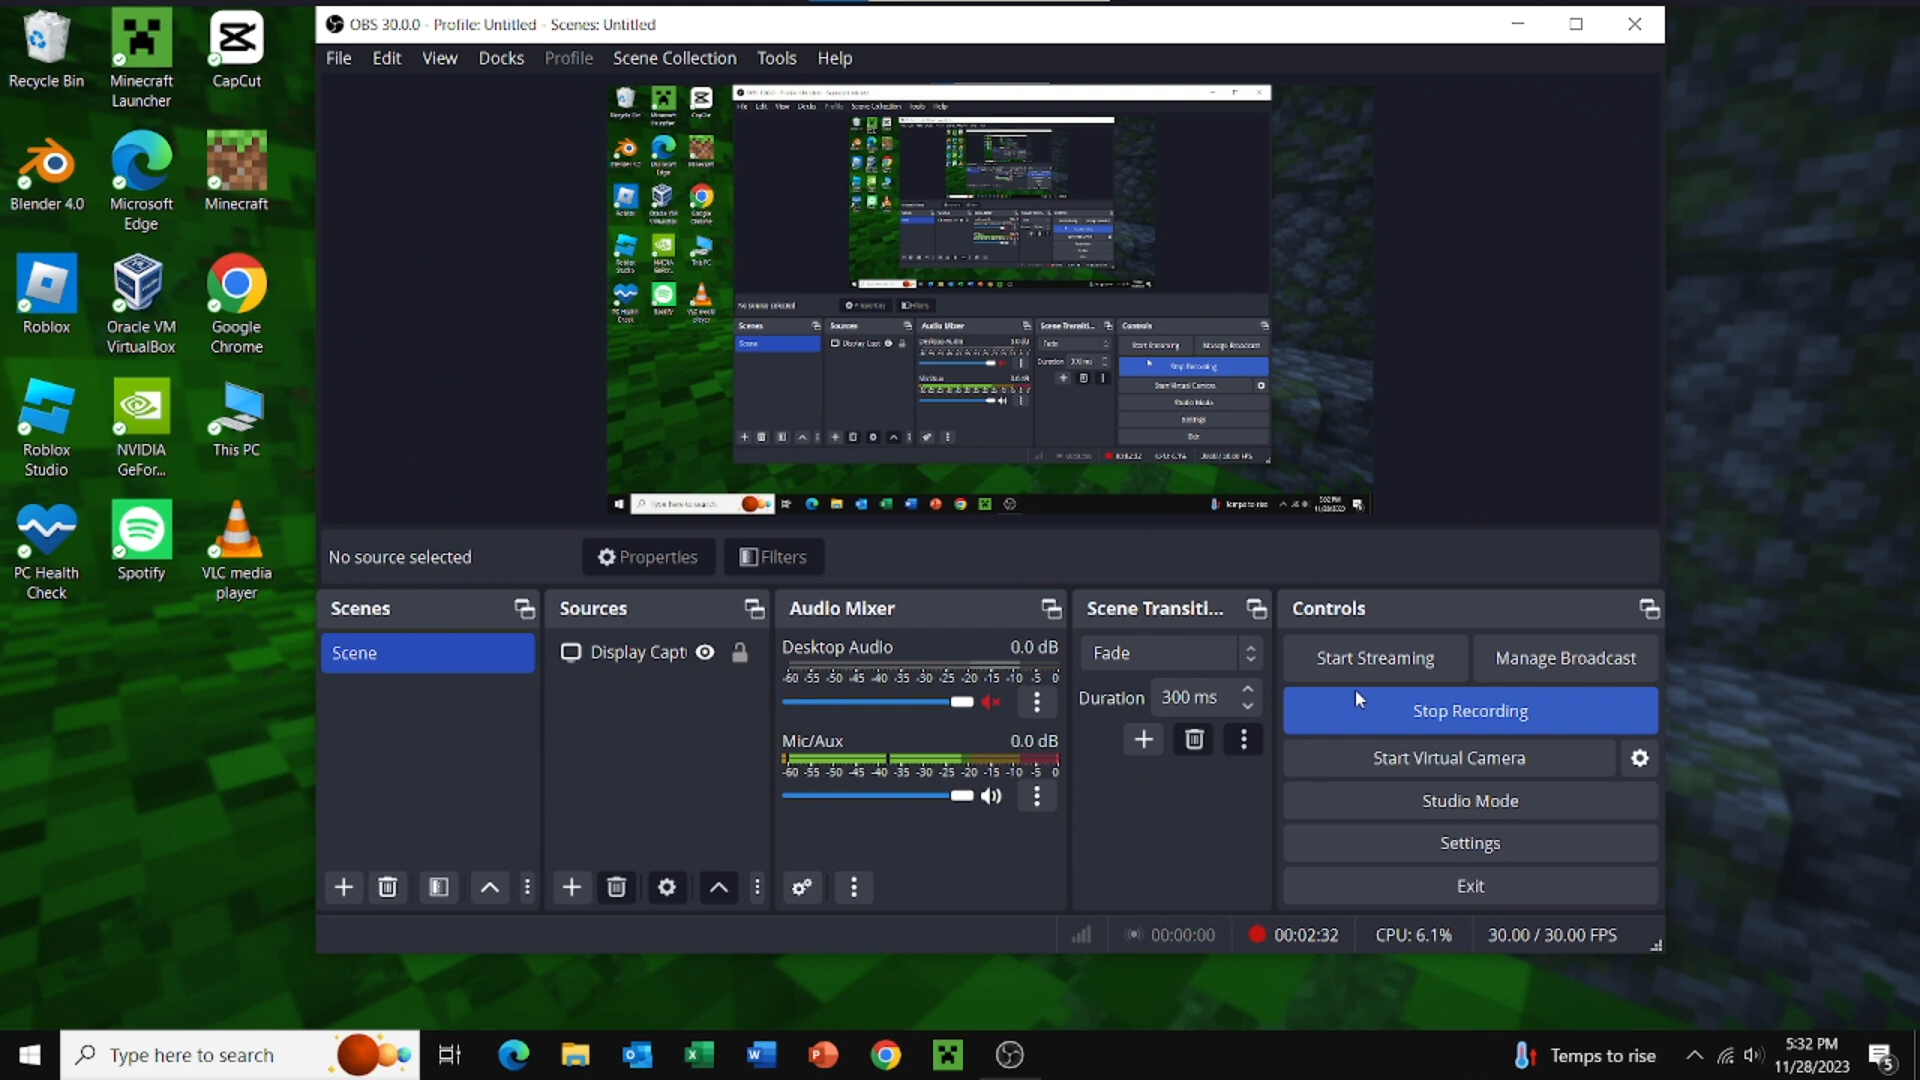 OBS 30.0.0 - Profile: Untitled - Scenes: Untitled
File Edit View Docks Profile Scene Collection Tools Help
Recycle Bin
Minecraft
Launcher
CapCut
Blender 4.0
Microsoft
Edge
Minecraft
Roblox
Oracle VM
VirtualBox
Google
Chrome
Roblox
Studio
NVIDIA
GeFor...
This PC
PC Health
Check
Spotify
VLC media
player
No source selected
Properties
Filters
Scenes
Scene
Sources
Display Capt
Audio Mixer
Desktop Audio 0.0 dB
-60 -55 -50 -45 -40 -35 -30 -25 -20 -15 -10 -5 0
Mic/Aux 0.0 dB
-60 -55 -50 -45 -40 -35 -30 -25 -20 -15 -10 -5 0
Scene Transiti...
Fade
Duration 300 ms
Controls
Start Streaming
Manage Broadcast
Stop Recording
Start Virtual Camera
Studio Mode
Settings
Exit
00:00:00 00:02:32 CPU: 6.1% 30.00 / 30.00 FPS
Type here to search
Temps to rise
5:32 PM
11/28/2023
5